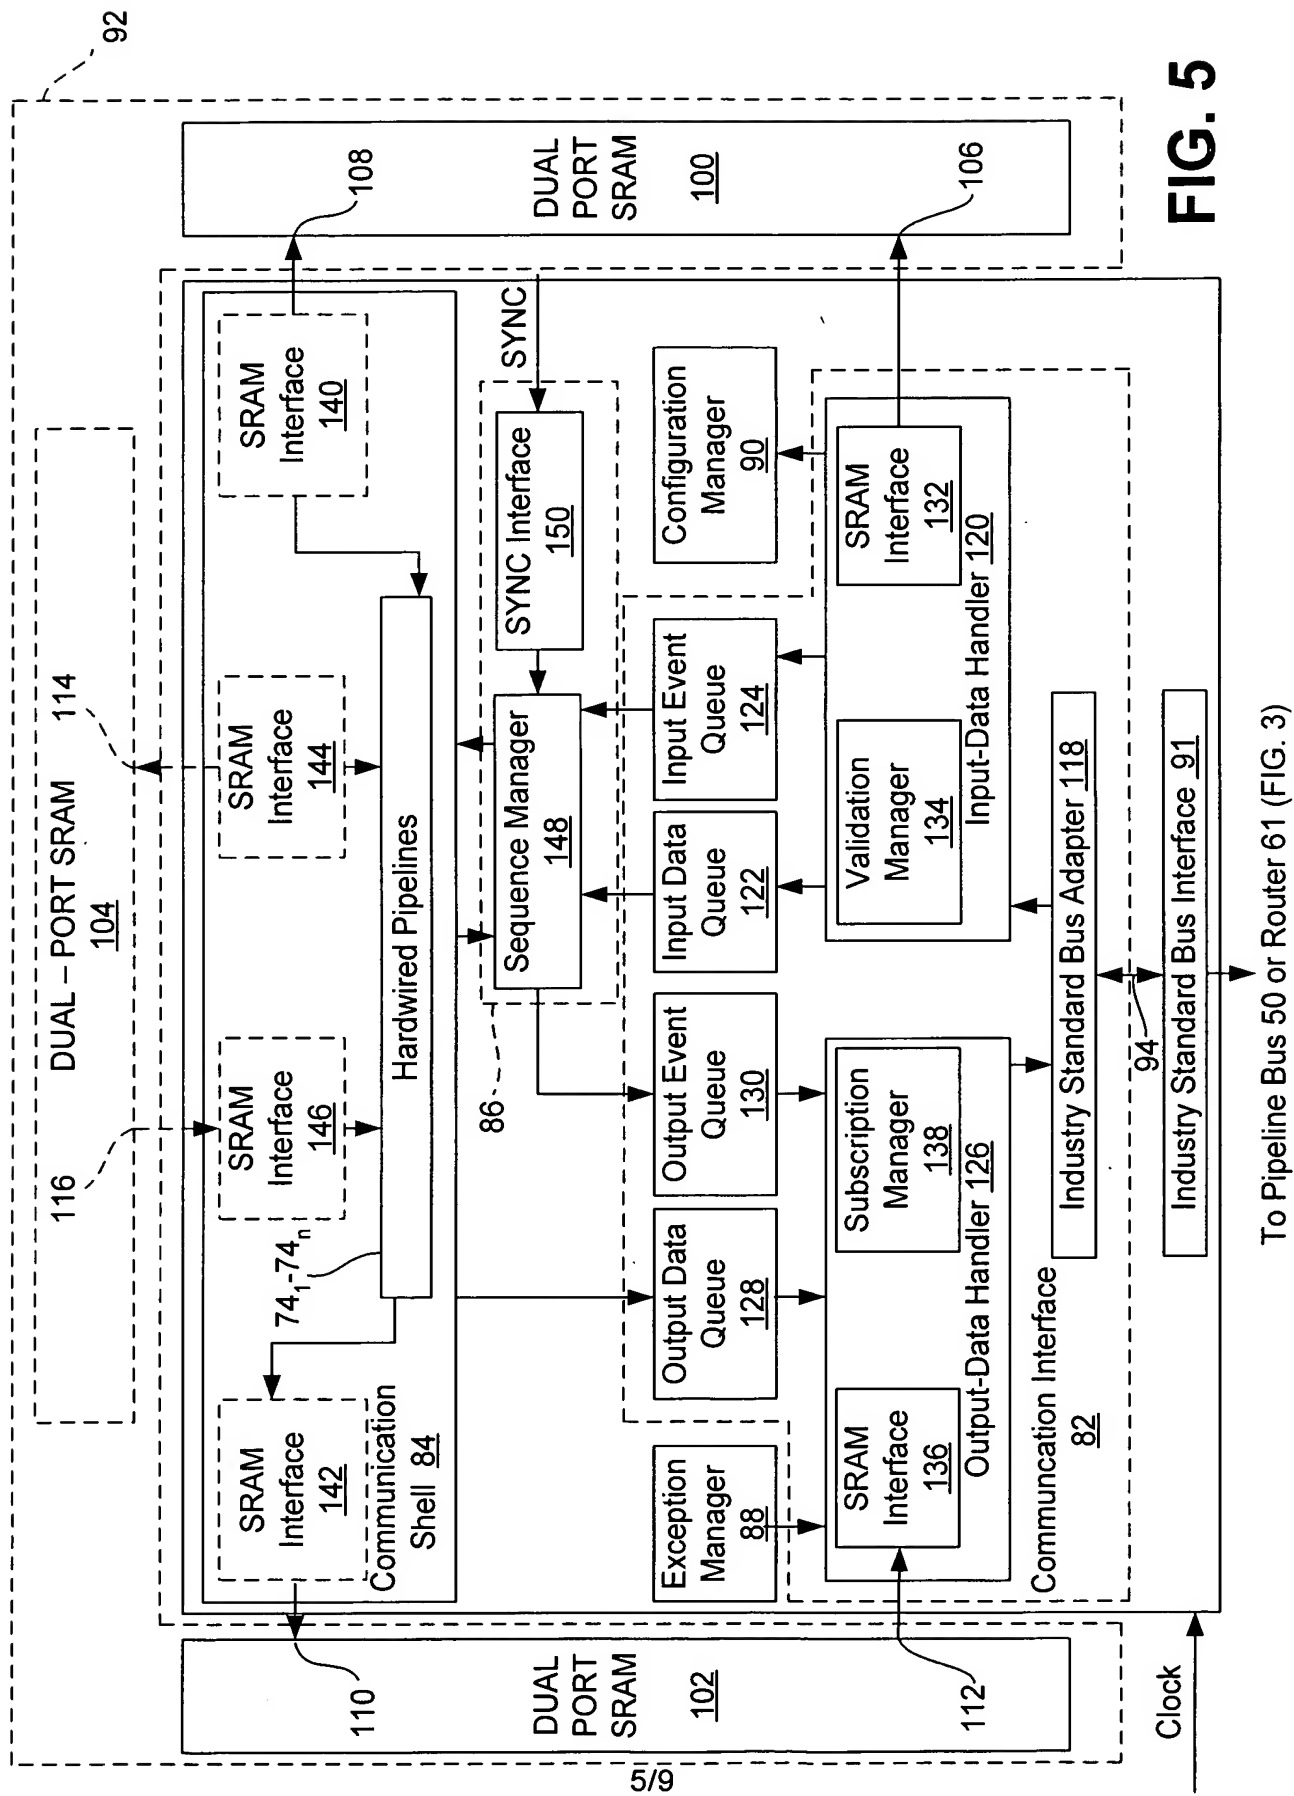 92
DUAL – PORT SRAM
104
116
114
SRAM
Interface
142
SRAM
Interface
146
SRAM
Interface
144
SRAM
Interface
140
74₁-74ₙ
Hardwired Pipelines
Communication
Shell 84
110
108
DUAL
PORT
SRAM
102
DUAL
PORT
SRAM
100
86
Sequence Manager
148
SYNC Interface
150
SYNC
Exception
Manager
88
Output Data
Queue
128
Output Event
Queue
130
Input Data
Queue
122
Input Event
Queue
124
Configuration
Manager
90
SRAM
Interface
136
Subscription
Manager
138
Output-Data Handler 126
Validation
Manager
134
SRAM
Interface
132
Input-Data Handler 120
112
106
Communcation Interface
82
Industry Standard Bus Adapter 118
94
Industry Standard Bus Interface 91
Clock
To Pipeline Bus 50 or Router 61 (FIG. 3)
FIG. 5
5/9